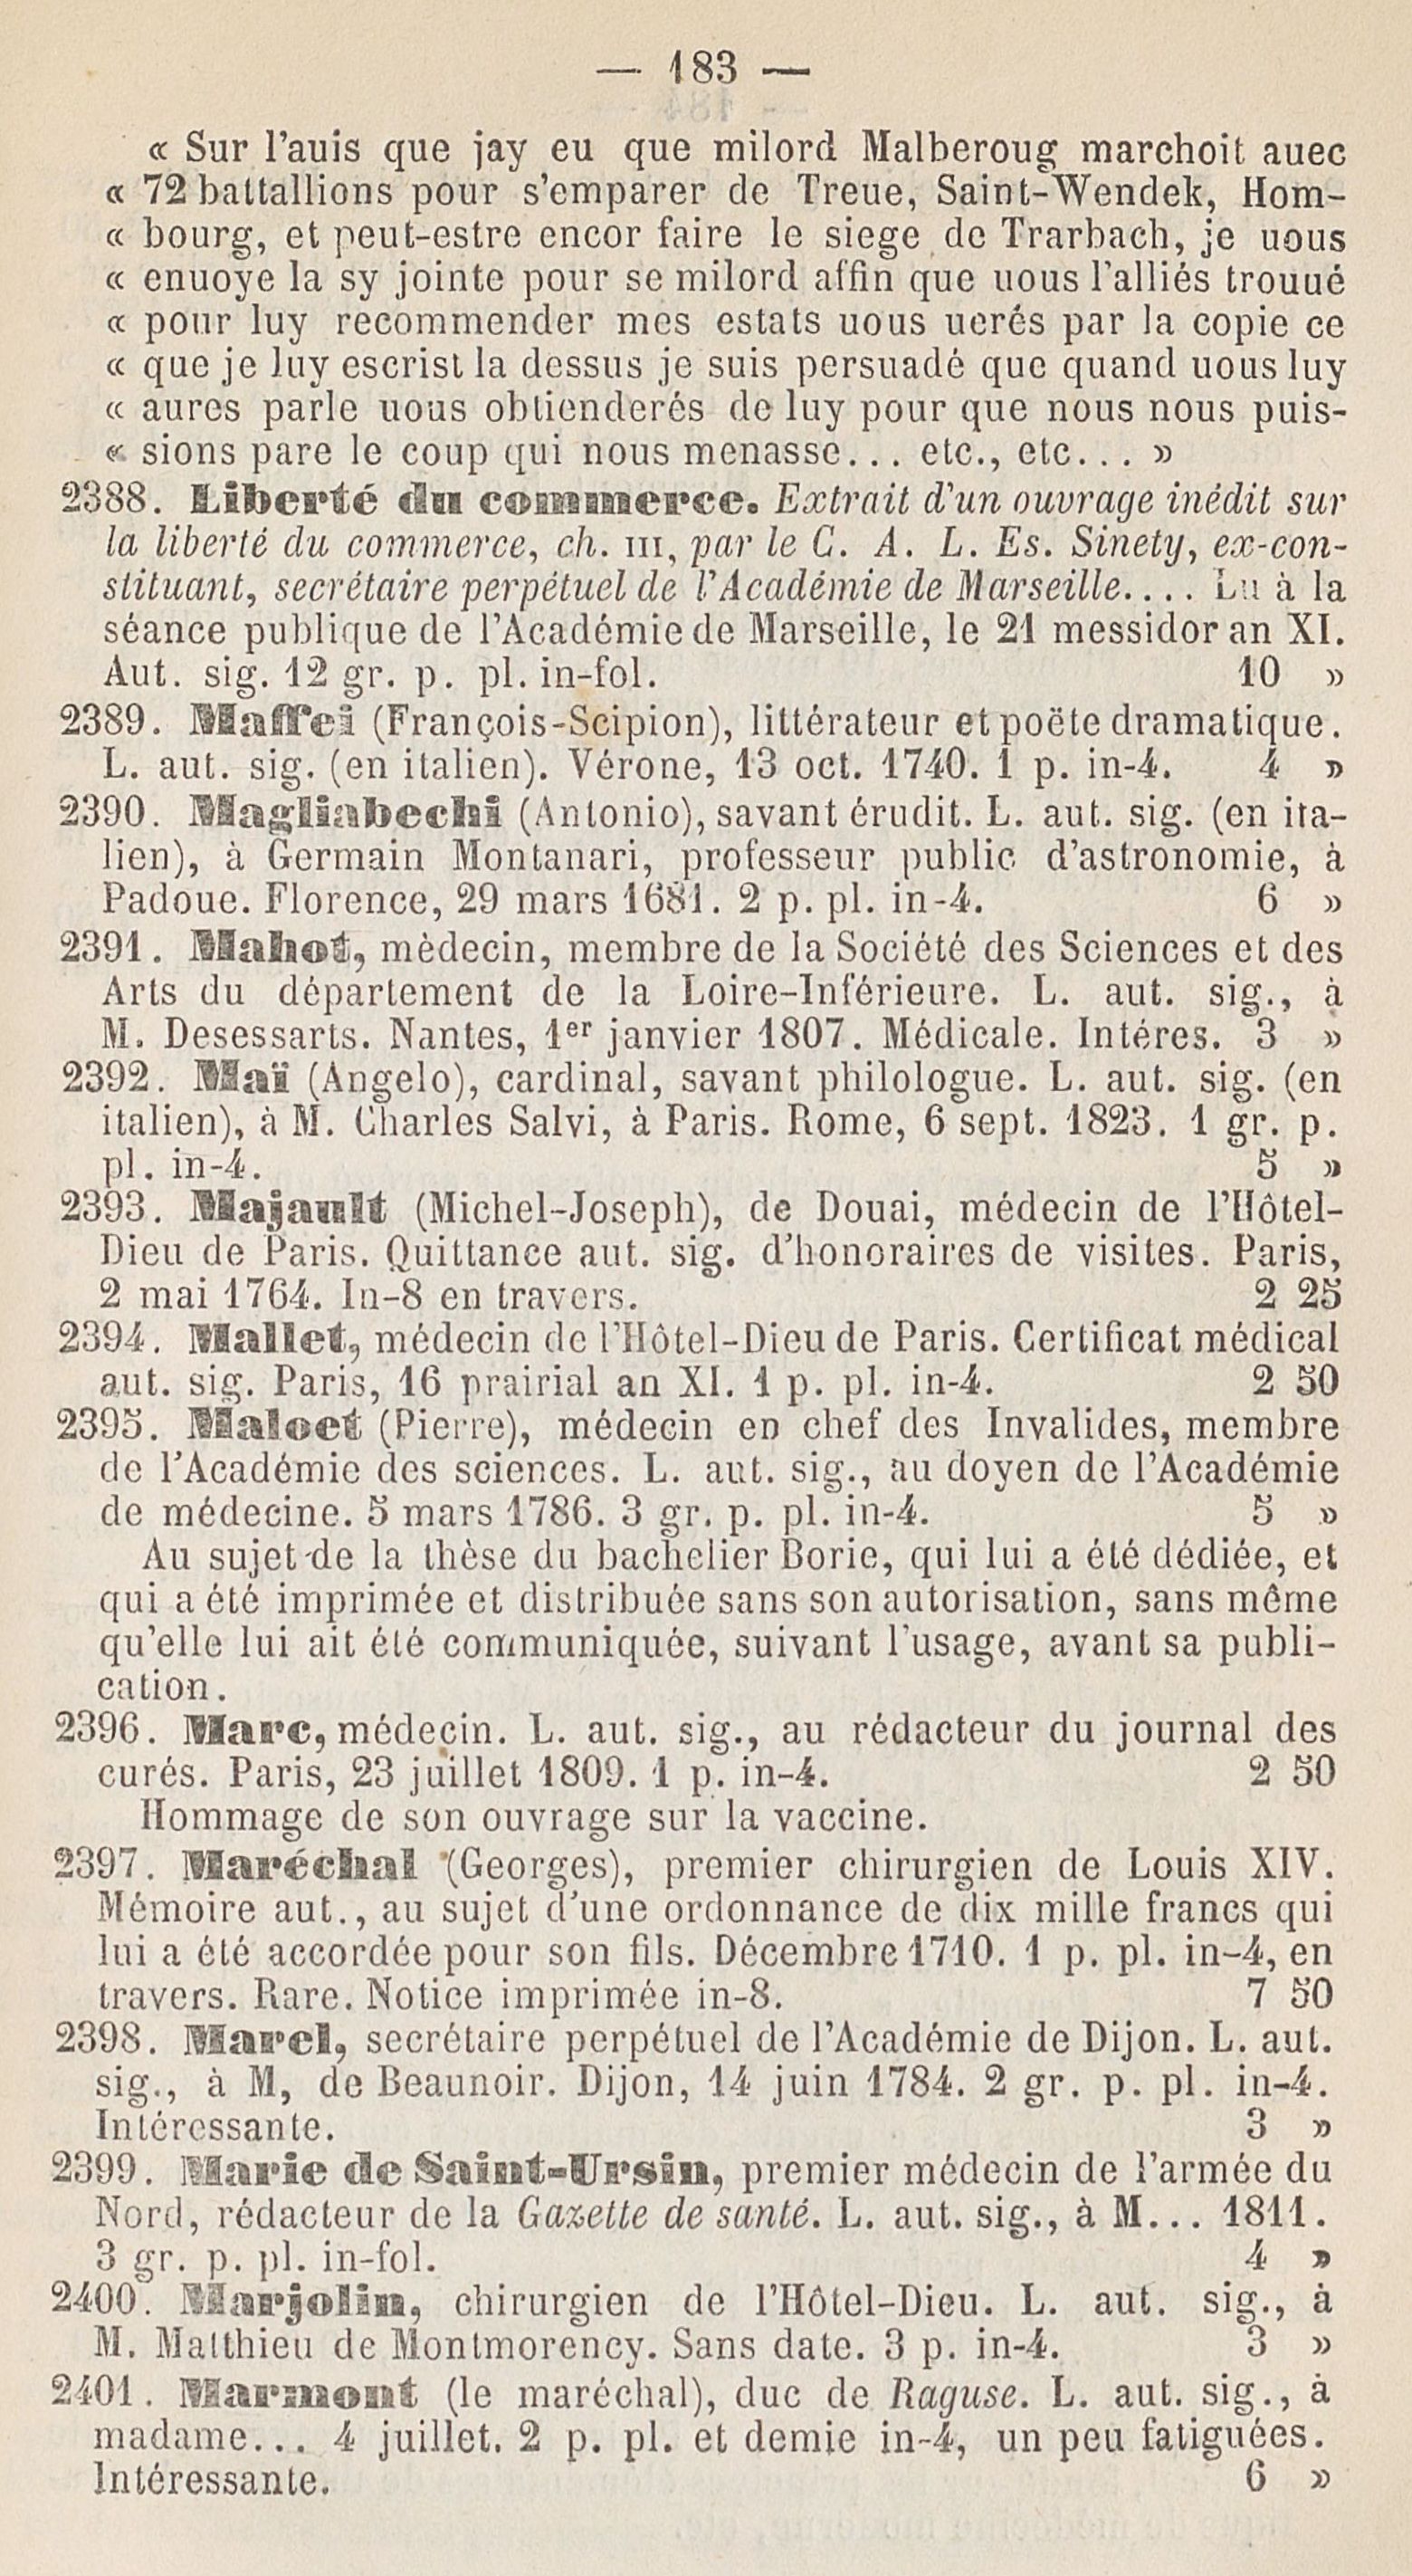 — 183 —
« Sur l'auis que jay eu que milord Malberoug marchoit auec
« 72 battallions pour s'emparer de Treue, Saint-Wendek, Hom-
« bourg, et peut-estre encor faire le siege de Trarbach, je uous
« enuoye la sy jointe pour se milord affin que uous l'alliés trouué
« pour luy recommender mes estats uous uerés par la copie ce
« que je luy escrist la dessus je suis persuadé que quand uous luy
« aures parle uous obtienderés de luy pour que nous nous puis-
« sions pare le coup qui nous menasse... etc., etc... »
2388. Liberté du commerce. Extrait d'un ouvrage inédit sur
la liberté du commerce, ch. III, par le C. A. L. Es. Sinety, ex-con-
stituant, secrétaire perpétuel de l'Académie de Marseille.... Lu à la
séance publique de l'Académie de Marseille, le 21 messidor an XI.
Aut. sig. 12 gr. p. pl. in-fol. 10 »
2389. Maffei (François-Scipion), littérateur et poëte dramatique.
L. aut. sig. (en italien). Vérone, 13 oct. 1740. 1 p. in-4. 4 »
2390. Magliabechi (Antonio), savant érudit. L. aut. sig. (en ita-
lien), à Germain Montanari, professeur public d'astronomie, à
Padoue. Florence, 29 mars 1681. 2 p. pl. in-4. 6 »
2391. Mahot, mèdecin, membre de la Société des Sciences et des
Arts du département de la Loire-Inférieure. L. aut. sig., à
M. Desessarts. Nantes, 1er janvier 1807. Médicale. Intéres. 3 »
2392. Maï (Angelo), cardinal, savant philologue. L. aut. sig. (en
italien), à M. Charles Salvi, à Paris. Rome, 6 sept. 1823. 1 gr. p.
pl. in-4. 5 »
2393. Majault (Michel-Joseph), de Douai, médecin de l'Hôtel-
Dieu de Paris. Quittance aut. sig. d'honoraires de visites. Paris,
2 mai 1764. In-8 en travers. 2 25
2394. Mallet, médecin de l'Hôtel-Dieu de Paris. Certificat médical
aut. sig. Paris, 16 prairial an XI. 1 p. pl. in-4. 2 50
2395. Maloet (Pierre), médecin en chef des Invalides, membre
de l'Académie des sciences. L. aut. sig., au doyen de l'Académie
de médecine. 5 mars 1786. 3 gr. p. pl. in-4. 5 »
Au sujet de la thèse du bachelier Borie, qui lui a été dédiée, et
qui a été imprimée et distribuée sans son autorisation, sans même
qu'elle lui ait été communiquée, suivant l'usage, avant sa publi-
cation.
2396. Marc, médecin. L. aut. sig., au rédacteur du journal des
curés. Paris, 23 juillet 1809. 1 p. in-4. 2 50
Hommage de son ouvrage sur la vaccine.
2397. Maréchal (Georges), premier chirurgien de Louis XIV.
Mémoire aut., au sujet d'une ordonnance de dix mille francs qui
lui a été accordée pour son fils. Décembre 1710. 1 p. pl. in-4, en
travers. Rare. Notice imprimée in-8. 7 50
2398. Maret, secrétaire perpétuel de l'Académie de Dijon. L. aut.
sig., à M, de Beaunoir. Dijon, 14 juin 1784. 2 gr. p. pl. in-4.
Intéressante. 3 »
2399. Marie de Saint-Ursin, premier médecin de l'armée du
Nord, rédacteur de la Gazette de santé. L. aut. sig., à M... 1811.
3 gr. p. pl. in-fol. 4 »
2400. Marjolin, chirurgien de l'Hôtel-Dieu. L. aut. sig., à
M. Matthieu de Montmorency. Sans date. 3 p. in-4. 3 »
2401. Marmont (le maréchal), duc de Raguse. L. aut. sig., à
madame... 4 juillet. 2 p. pl. et demie in-4, un peu fatiguées.
Intéressante. 6 »